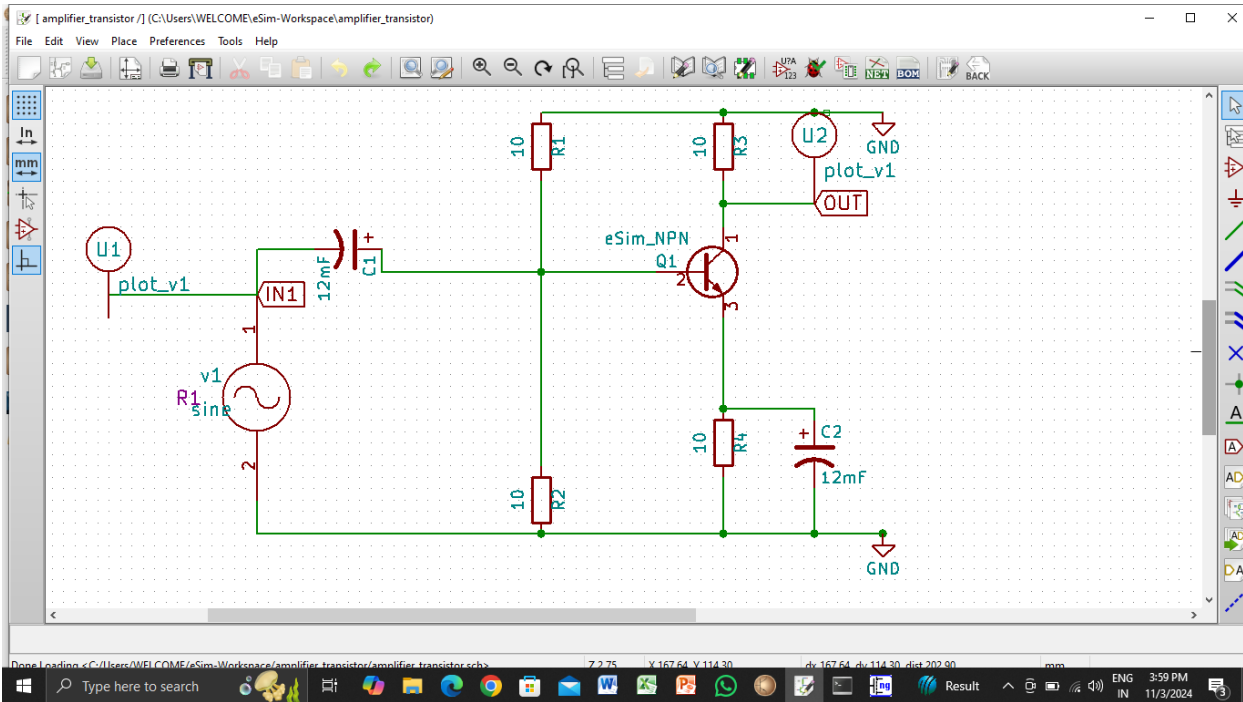 [ amplifier_transistor /] (C:\Users\WELCOME\eSim-Workspace\amplifier_transistor)
File Edit View Place Preferences Tools Help
U?A
123
NET
BOM
BACK
In
mm
10
R1
10
R3
U2
GND
plot_v1
OUT
eSim_NPN
Q1
1
2
3
U1
plot_v1
IN1
12mF
C1
+
1
v1
R1
sine
2
10
R2
10
R4
+
C2
12mF
GND
A
A
Done Loading <C:/Users/WELCOME/eSim-Workspace/amplifier_transistor/amplifier_transistor.sch>
Z 2.75
X 167.64 Y 114.30
dx 167.64 dy 114.30 dist 202.90
mm
Type here to search
Result
ENG
IN
3:59 PM
11/3/2024
3